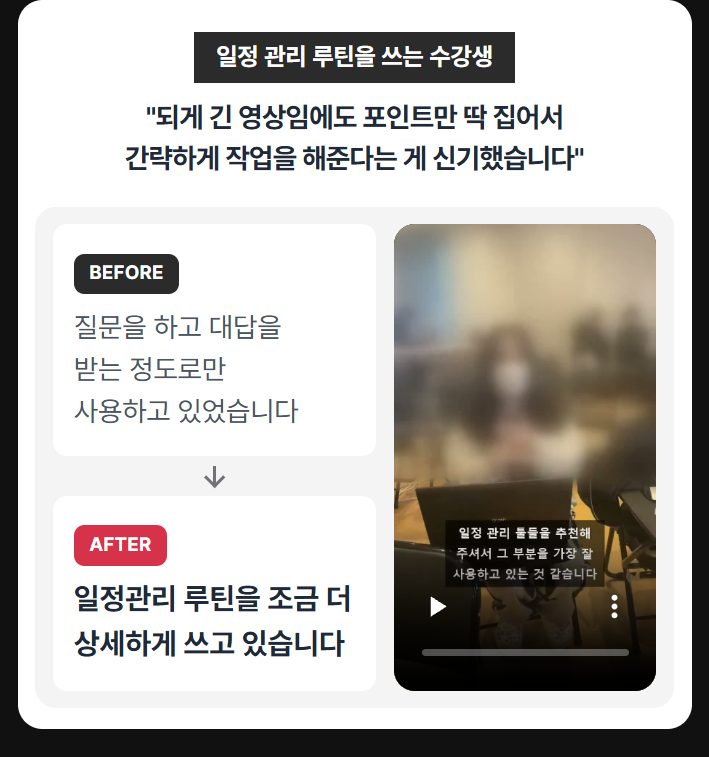 일정 관리 루틴을 쓰는 수강생
"되게 긴 영상임에도 포인트만 딱 집어서
간략하게 작업을 해준다는 게 신기했습니다"
BEFORE
질문을 하고 대답을
받는 정도로만
사용하고 있었습니다
AFTER
일정관리 루틴을 조금 더
상세하게 쓰고 있습니다
일정 관리 툴들을 추천해
주셔서 그 부분을 가장 잘
사용하고 있는 것 같습니다